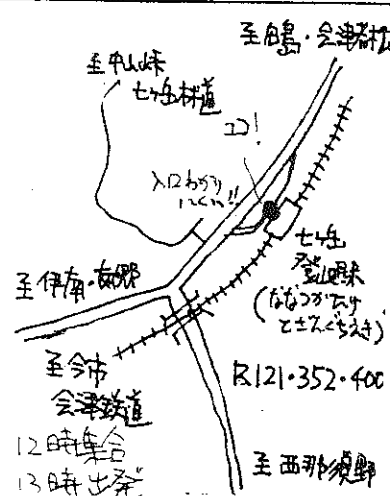 至田島・会津若松
至中山峠
七ヶ岳林道
ココ!
入口わかり
にくい!!
七ヶ岳
登山口駅
(ななつがたけ
とざんぐちえき)
至伊南・南郷
至今市
会津鉄道
R121・352・400
12時集合
13時出発
至西那須野